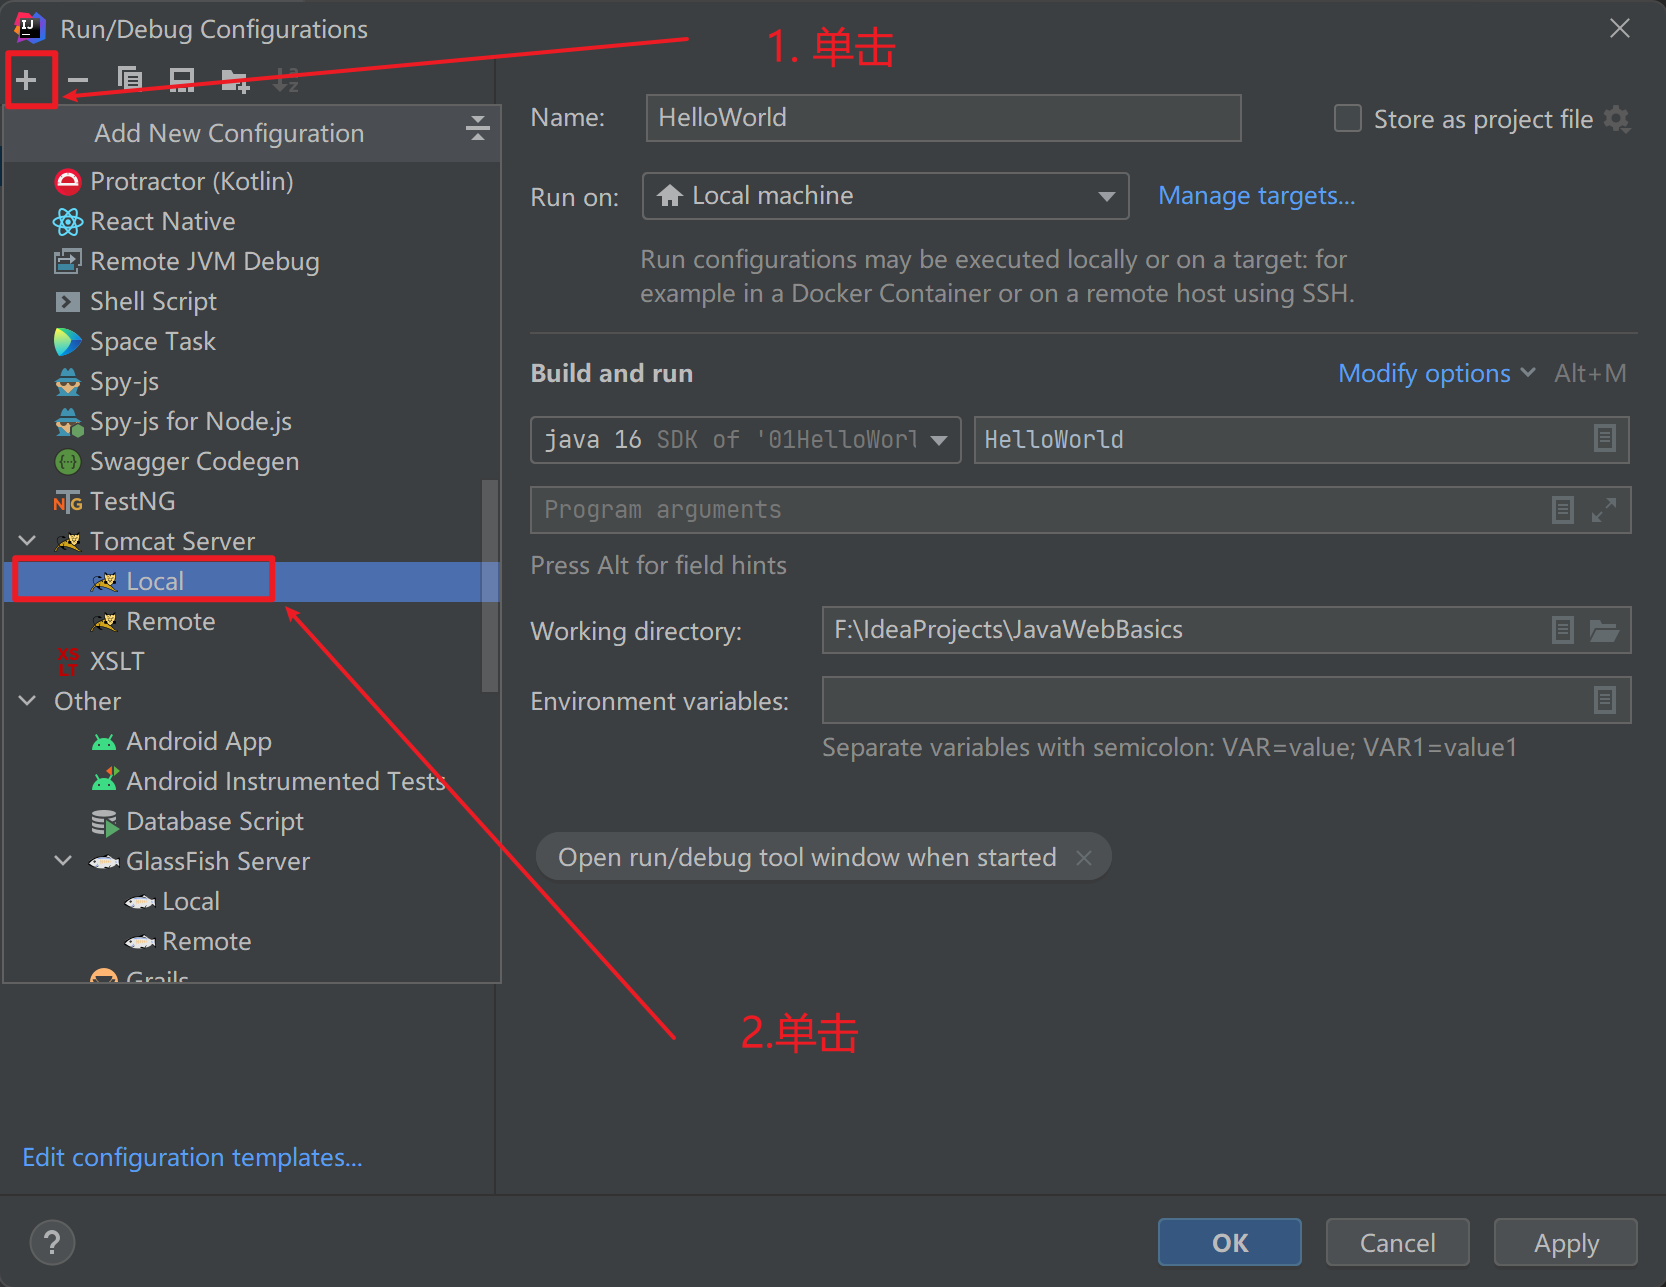 Run/Debug Configurations
1. 单击
Add New Configuration
Protractor (Kotlin)
React Native
Remote JVM Debug
Shell Script
Space Task
Spy-js
Spy-js for Node.js
Swagger Codegen
TestNG
Tomcat Server
Local
Remote
XSLT
Other
Android App
Android Instrumented Tests
Database Script
GlassFish Server
Local
Remote
Grails
Edit configuration templates...
Name: HelloWorld
Store as project file
Run on: Local machine Manage targets...
Run configurations may be executed locally or on a target: for
example in a Docker Container or on a remote host using SSH.
Build and run
Modify options Alt+M
java 16 SDK of '01HelloWorl HelloWorld
Program arguments
Press Alt for field hints
Working directory: F:\IdeaProjects\JavaWebBasics
Environment variables:
Separate variables with semicolon: VAR=value; VAR1=value1
Open run/debug tool window when started
2.单击
?
OK Cancel Apply